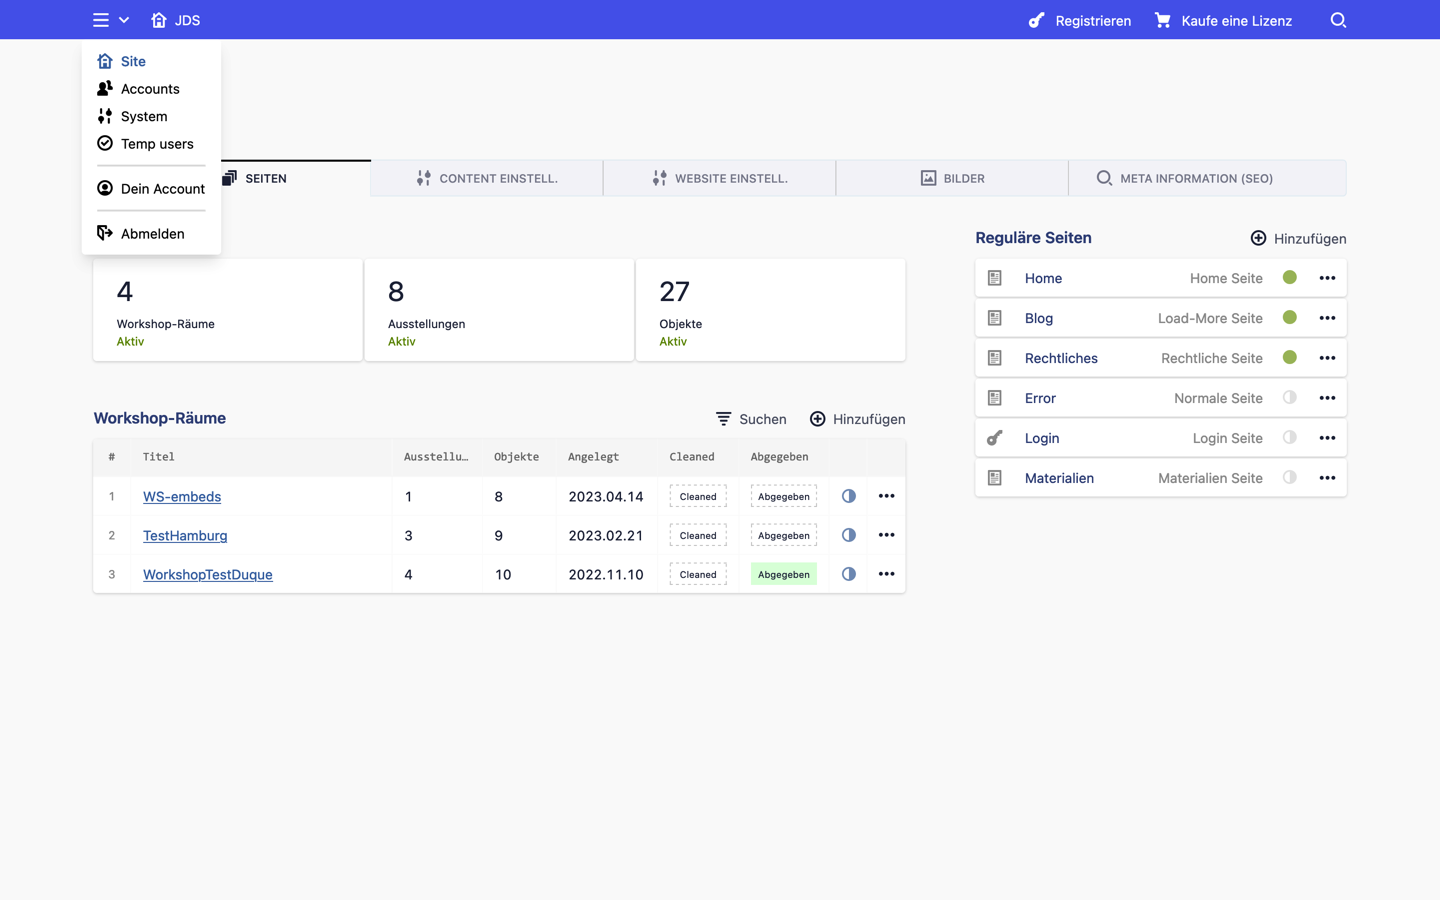 JDS
Registrieren
Kaufe eine Lizenz
Site
Accounts
System
Temp users
Dein Account
Abmelden
SEITEN
CONTENT EINSTELL.
WEBSITE EINSTELL.
BILDER
META INFORMATION (SEO)
4
Workshop-Räume
Aktiv
8
Ausstellungen
Aktiv
27
Objekte
Aktiv
Workshop-Räume
Suchen
Hinzufügen
# Titel Ausstellu… Objekte Angelegt Cleaned Abgegeben
1 WS-embeds 1 8 2023.04.14 Cleaned Abgegeben
2 TestHamburg 3 9 2023.02.21 Cleaned Abgegeben
3 WorkshopTestDuque 4 10 2022.11.10 Cleaned Abgegeben
Reguläre Seiten
Hinzufügen
Home Home Seite
Blog Load-More Seite
Rechtliches Rechtliche Seite
Error Normale Seite
Login Login Seite
Materialien Materialien Seite